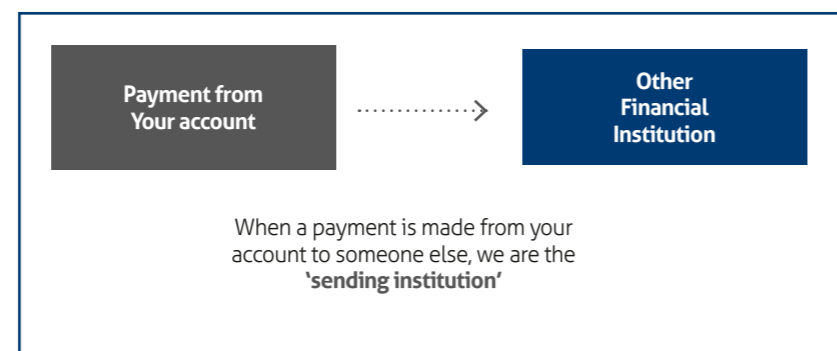 Payment from
Your account
Other
Financial
Institution
When a payment is made from your
account to someone else, we are the
‘sending institution’